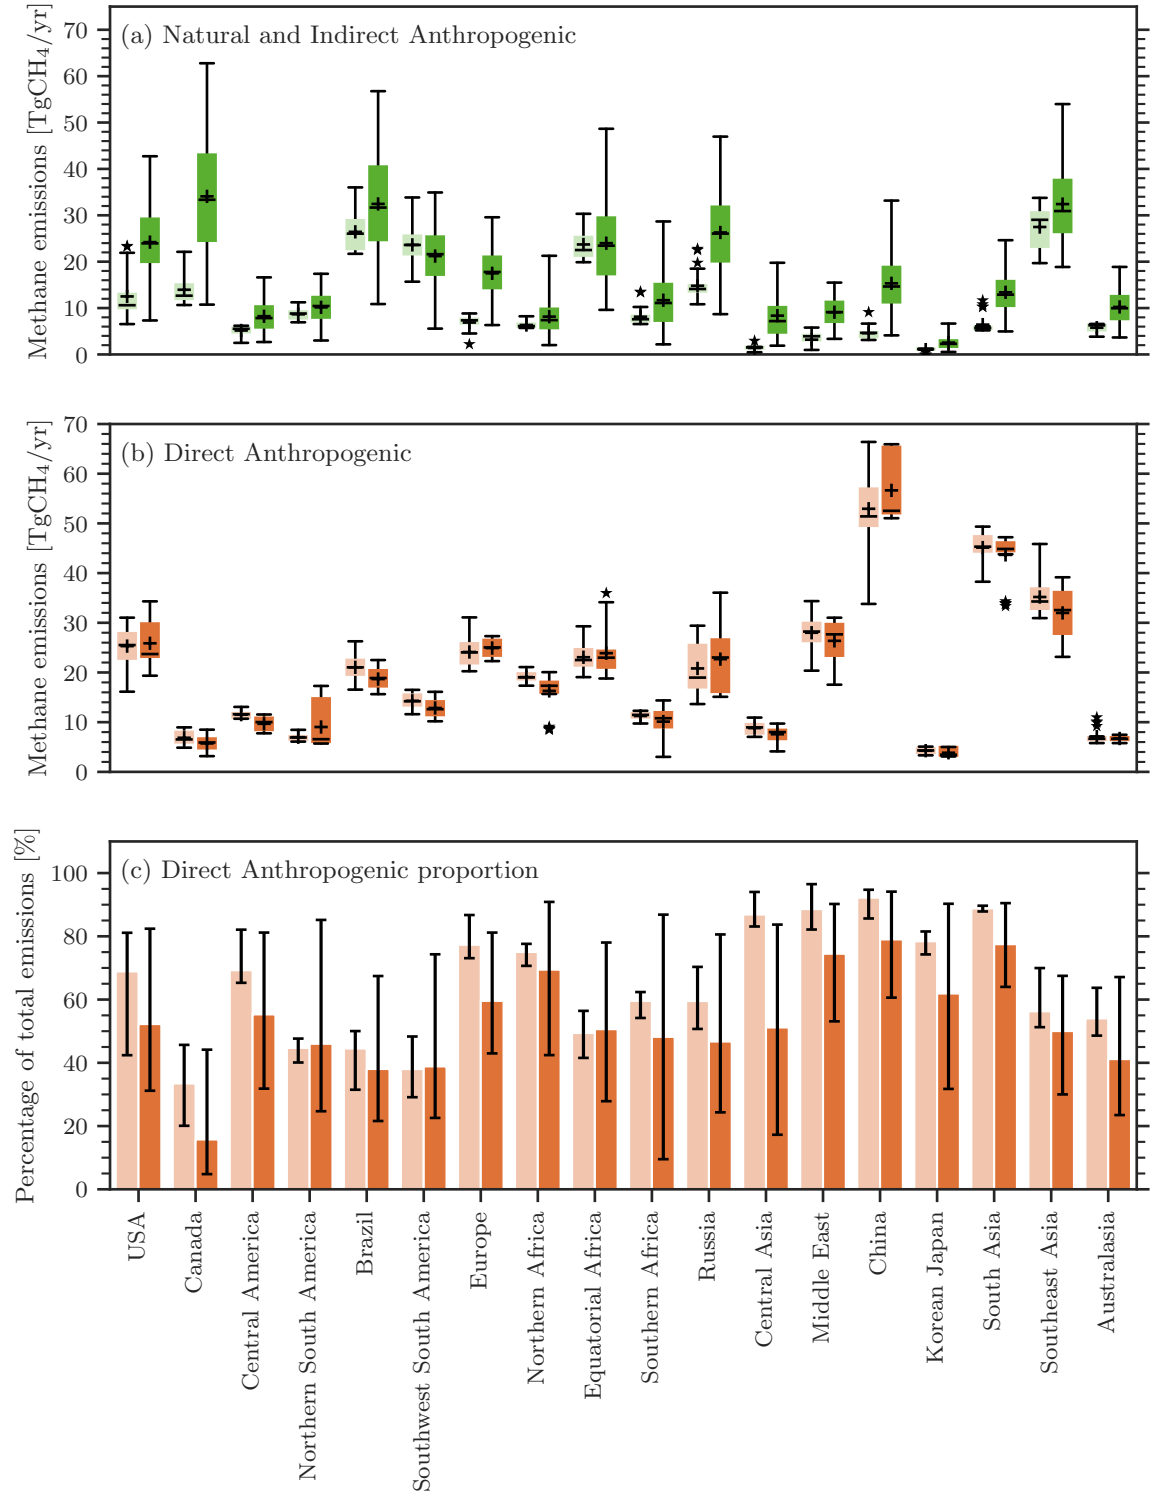 (a) Natural and Indirect Anthropogenic
Methane emissions [TgCH₄/yr]
70
60
50
40
30
20
10
0
(b) Direct Anthropogenic
Methane emissions [TgCH₄/yr]
70
60
50
40
30
20
10
0
(c) Direct Anthropogenic proportion
Percentage of total emissions [%]
100
80
60
40
20
0
USA
Canada
Central America
Northern South America
Brazil
Southwest South America
Europe
Northern Africa
Equatorial Africa
Southern Africa
Russia
Central Asia
Middle East
China
Korean Japan
South Asia
Southeast Asia
Australasia